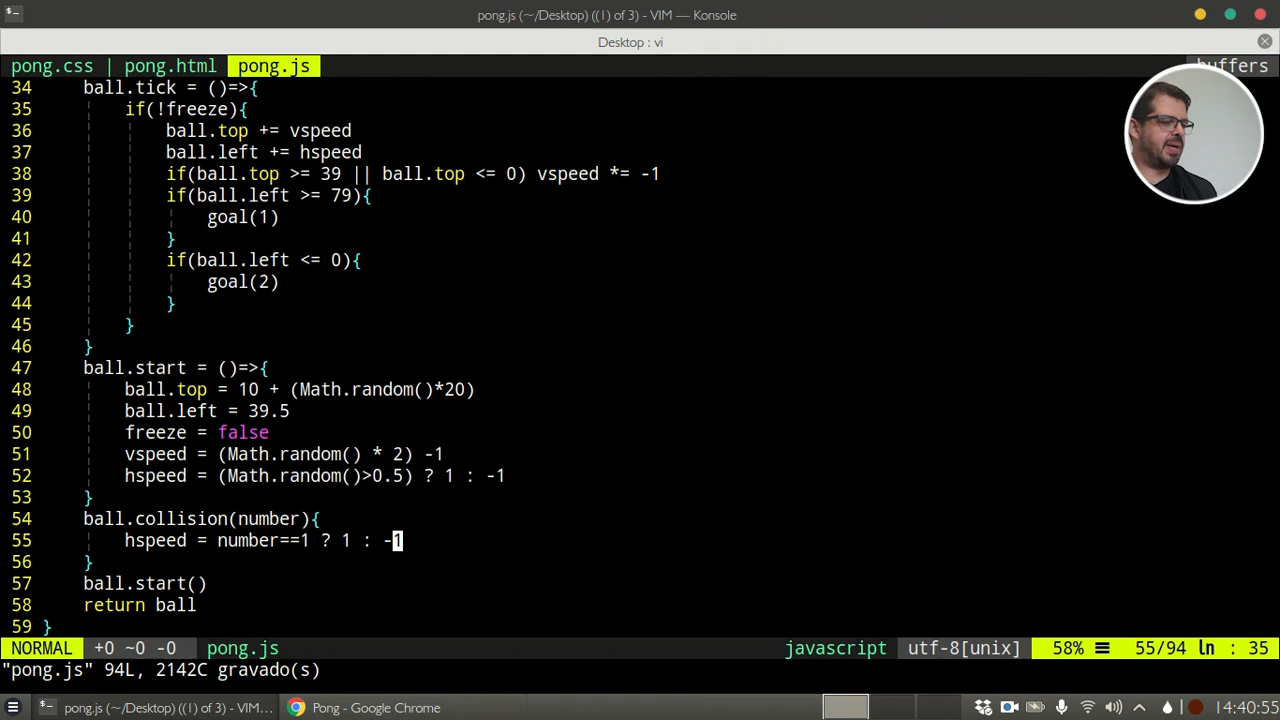 pong.js (~/Desktop) ((1) of 3) - VIM — Konsole
Desktop : vi
pong.css | pong.html pong.js buffers
34 ball.tick = ()=>{
35 if(!freeze){
36 ball.top += vspeed
37 ball.left += hspeed
38 if(ball.top >= 39 || ball.top <= 0) vspeed *= -1
39 if(ball.left >= 79){
40 goal(1)
41 }
42 if(ball.left <= 0){
43 goal(2)
44 }
45 }
46 }
47 ball.start = ()=>{
48 ball.top = 10 + (Math.random()*20)
49 ball.left = 39.5
50 freeze = false
51 vspeed = (Math.random() * 2) -1
52 hspeed = (Math.random()>0.5) ? 1 : -1
53 }
54 ball.collision(number){
55 hspeed = number==1 ? 1 : -1
56 }
57 ball.start()
58 return ball
59 }
NORMAL +0 ~0 -0 pong.js javascript utf-8[unix] 58% ☰ 55/94 ln : 35
"pong.js" 94L, 2142C gravado(s)
pong.js (~/Desktop) ((1) of 3) - VIM... Pong - Google Chrome 14:40:55